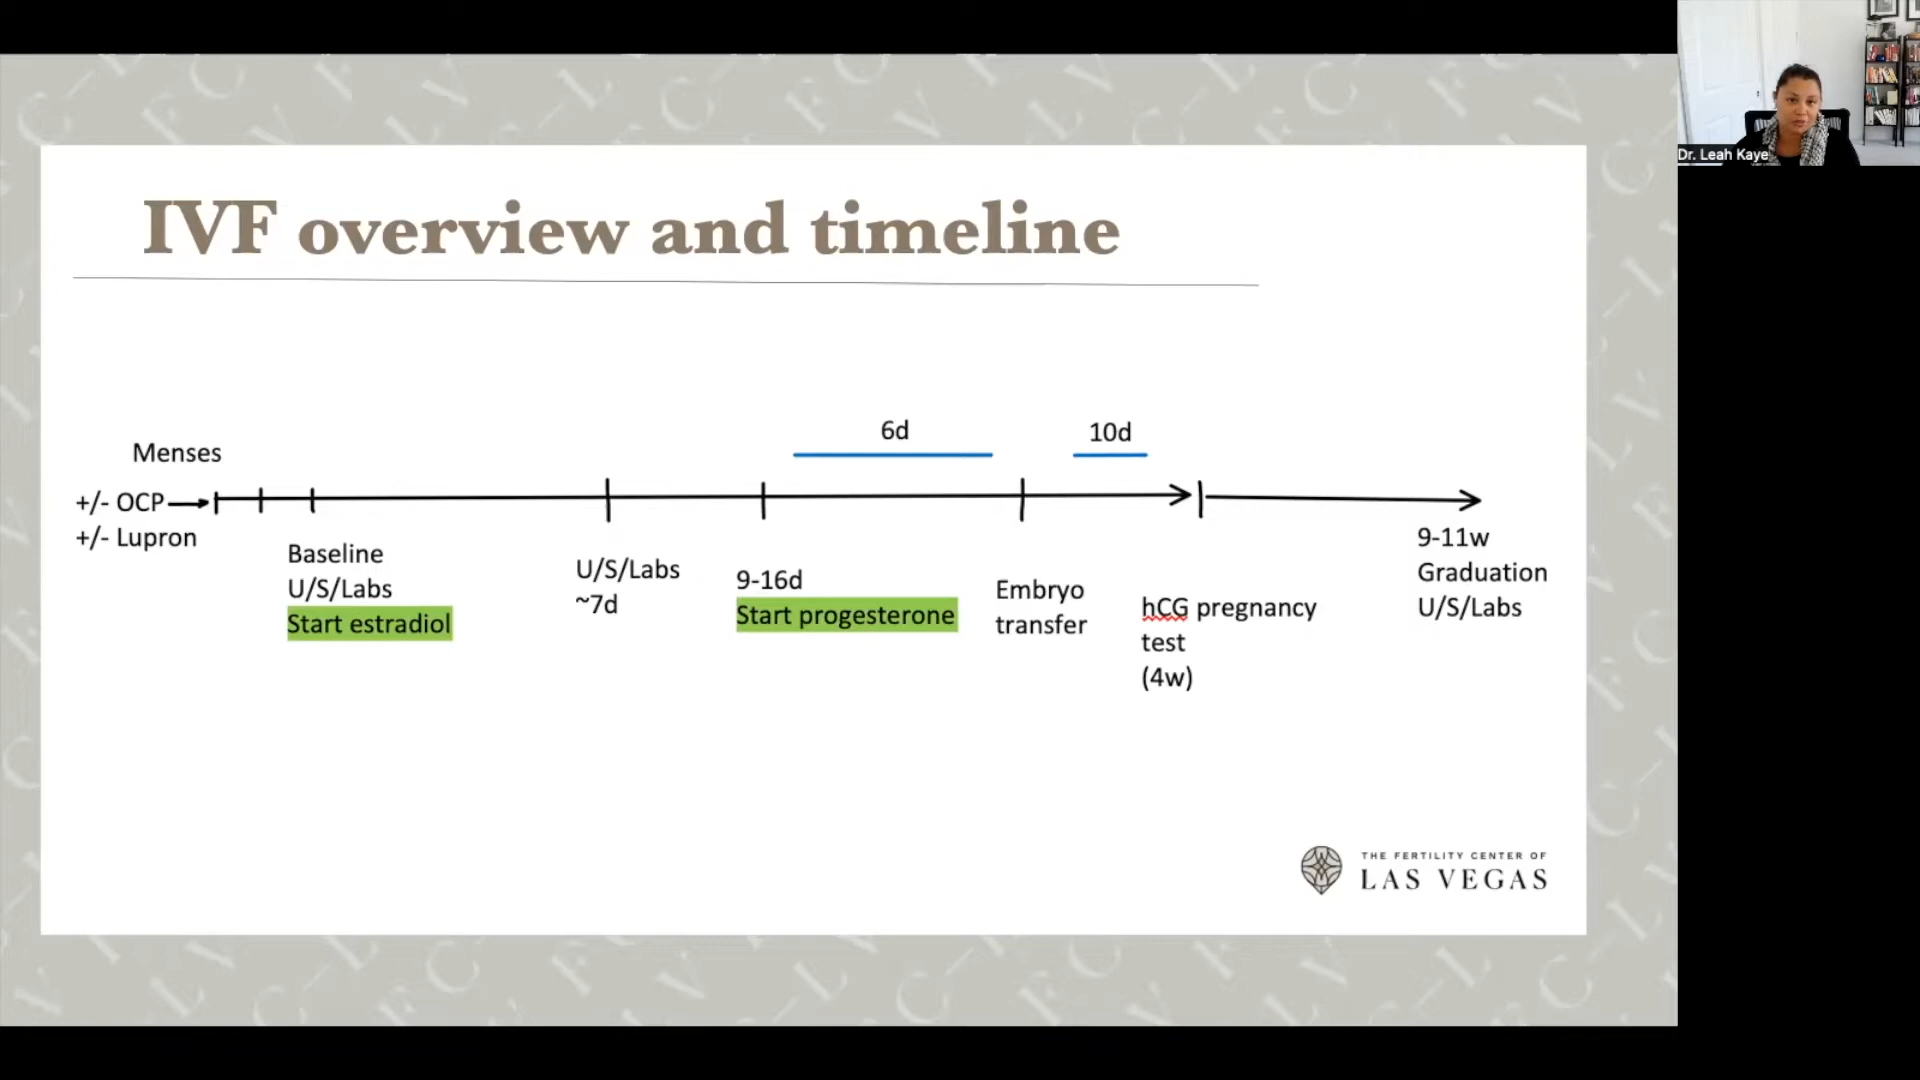 Dr. Leah Kaye
IVF overview and timeline
6d
10d
Menses
+/- OCP
+/- Lupron
Baseline
U/S/Labs
Start estradiol
U/S/Labs
~7d
9-16d
Start progesterone
Embryo
transfer
hCG pregnancy
test
(4w)
9-11w
Graduation
U/S/Labs
THE FERTILITY CENTER OF
LAS VEGAS